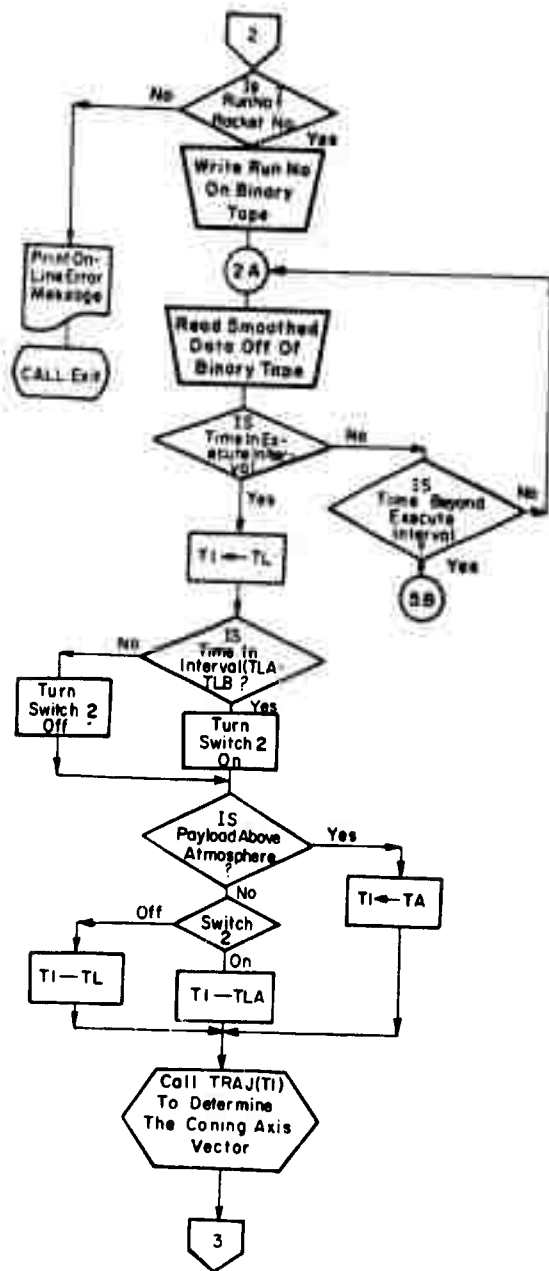 2
Is
Run No
Rocket No.
No
Yes
Write Run No
On Binary
Tape
Print On-
Line Error
Message
CALL Exit
2A
Read Smoothed
Data Off Of
Binary Tape
IS
Time In Ex-
ecute Inter-
val
No
Yes
IS
Time Beyond
Execute
Interval
No
Yes
5B
TI ← TL
IS
Time In
Interval(TLA-
TLB ?
No
Yes
Turn
Switch 2
Off
Turn
Switch 2
On
IS
Payload Above
Atmosphere
?
Yes
No
TI ← TA
Switch
2
Off
On
TI — TL
TI — TLA
Call TRAJ(TI)
To Determine
The Coning Axis
Vector
3